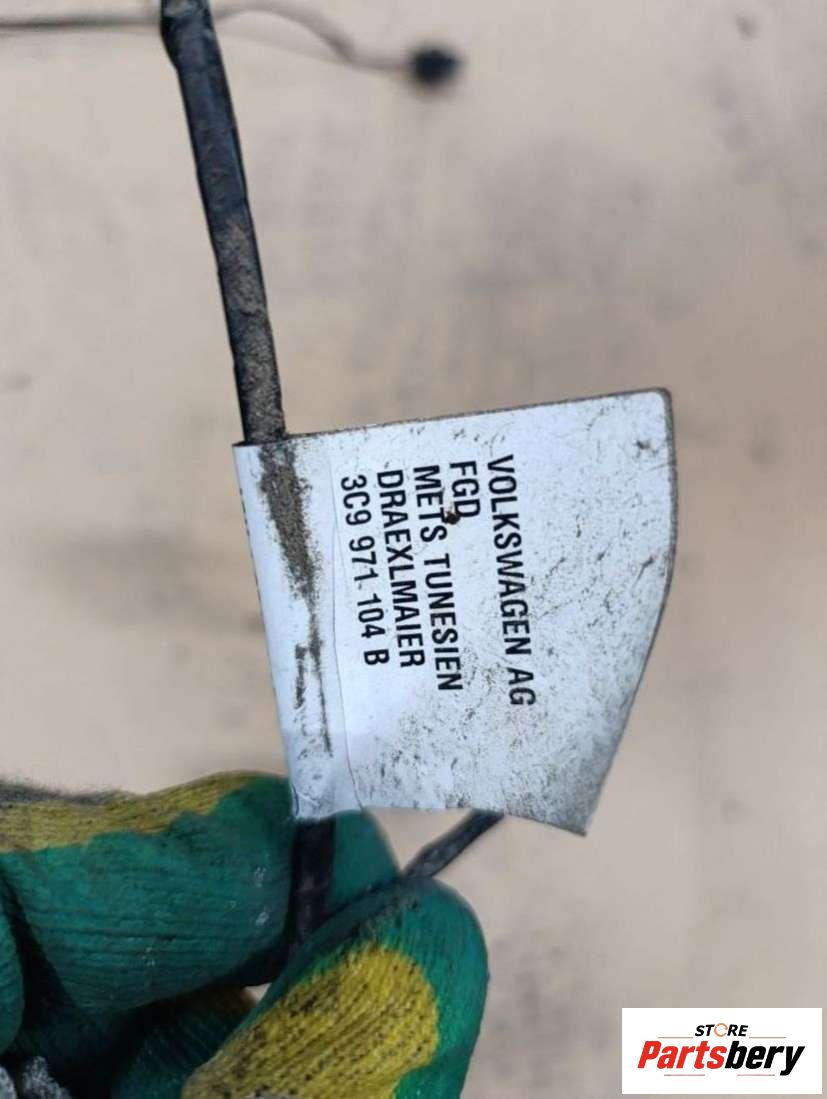 VOLKSWAGEN AG
FGD
METS TUNESIEN
DRAEXLMAIER
3C9 971 104 B
STORE
Partsbery